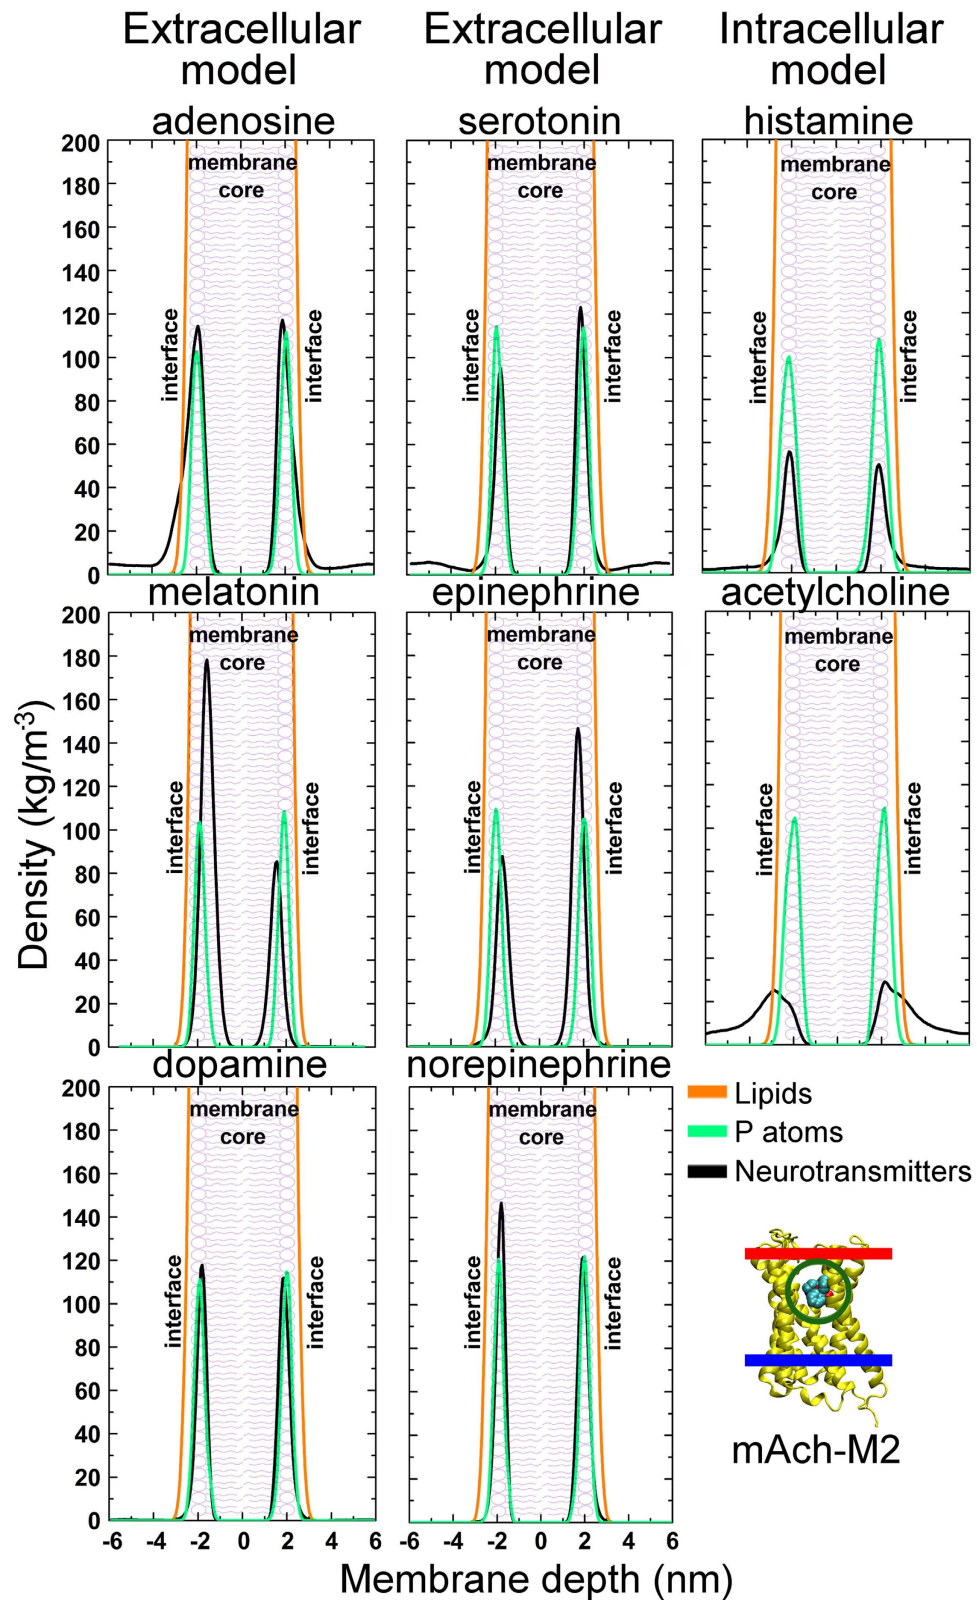 Extracellular
model
Extracellular
model
Intracellular
model
adenosine
serotonin
histamine
200
180
160
140
120
100
80
60
40
20
0
membrane
core
interface
interface
membrane
core
interface
interface
membrane
core
interface
interface
melatonin
epinephrine
acetylcholine
200
180
160
140
120
100
80
60
40
20
0
membrane
core
interface
interface
membrane
core
interface
interface
membrane
core
interface
interface
Density (kg/m-3)
dopamine
norepinephrine
200
180
160
140
120
100
80
60
40
20
0
membrane
core
interface
interface
membrane
core
interface
interface
-6 -4 -2 0 2 4 6
-6 -4 -2 0 2 4 6
Membrane depth (nm)
Lipids
P atoms
Neurotransmitters
mAch-M2